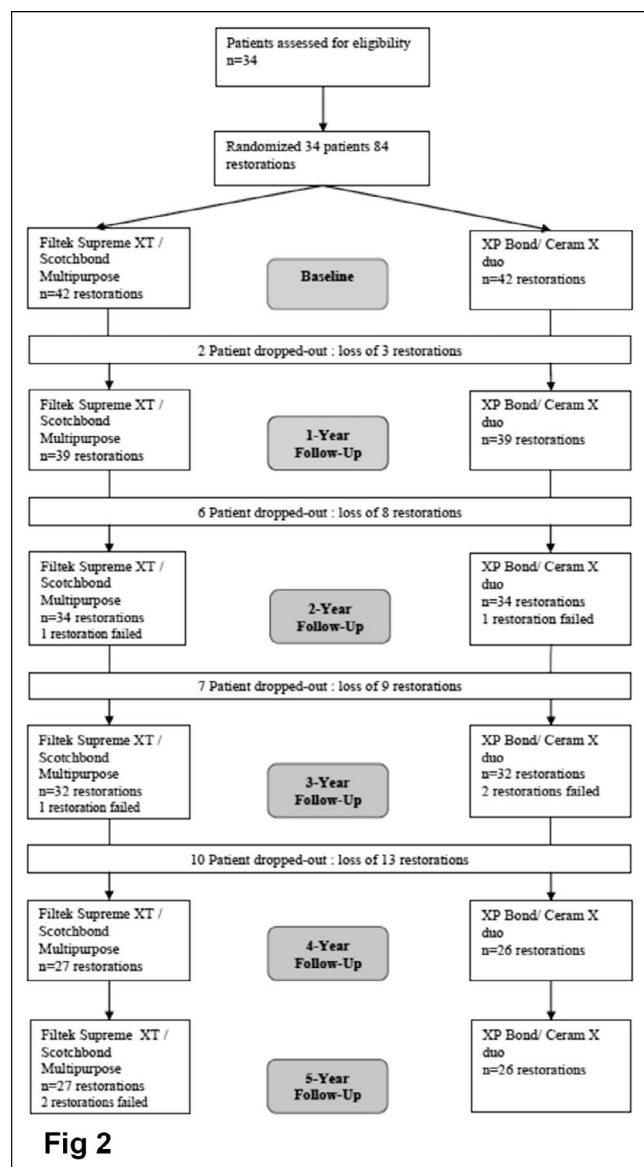 Patients assessed for eligibility
n=34
Randomized 34 patients 84
restorations
Filtek Supreme XT /
Scotchbond
Multipurpose
n=42 restorations
Baseline
XP Bond/ Ceram X
duo
n=42 restorations
2 Patient dropped-out : loss of 3 restorations
Filtek Supreme XT /
Scotchbond
Multipurpose
n=39 restorations
1-Year
Follow-Up
XP Bond/ Ceram X
duo
n=39 restorations
6 Patient dropped-out : loss of 8 restorations
Filtek Supreme XT /
Scotchbond
Multipurpose
n=34 restorations
1 restoration failed
2-Year
Follow-Up
XP Bond/ Ceram X
duo
n=34 restorations
1 restoration failed
7 Patient dropped-out : loss of 9 restorations
Filtek Supreme XT /
Scotchbond
Multipurpose
n=32 restorations
1 restoration failed
3-Year
Follow-Up
XP Bond/ Ceram X
duo
n=32 restorations
2 restorations failed
10 Patient dropped-out : loss of 13 restorations
Filtek Supreme XT /
Scotchbond
Multipurpose
n=27 restorations
4-Year
Follow-Up
XP Bond/ Ceram X
duo
n=26 restorations
Filtek Supreme XT /
Scotchbond
Multipurpose
n=27 restorations
2 restorations failed
5-Year
Follow-Up
XP Bond/ Ceram X
duo
n=26 restorations
Fig 2